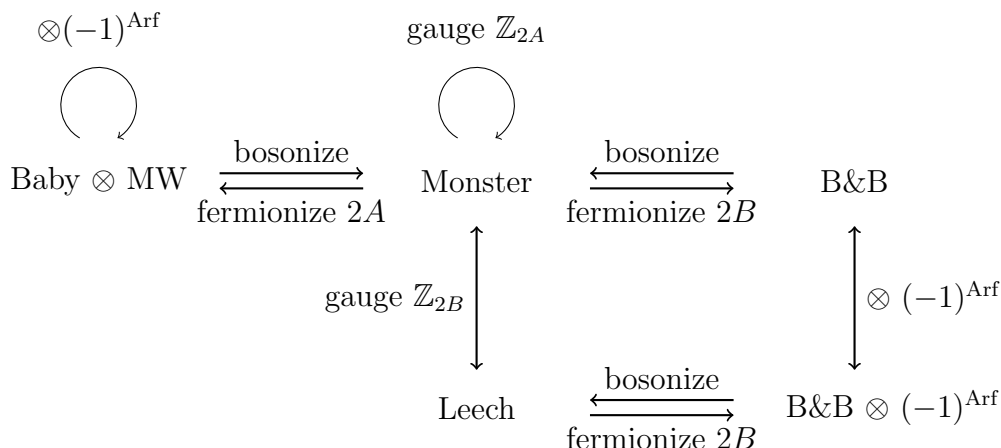 ⊗(−1)^Arf
gauge ℤ_2A
bosonize
bosonize
Baby ⊗ MW
Monster
B&B
fermionize 2A
fermionize 2B
gauge ℤ_2B
⊗ (−1)^Arf
bosonize
Leech
B&B ⊗ (−1)^Arf
fermionize 2B